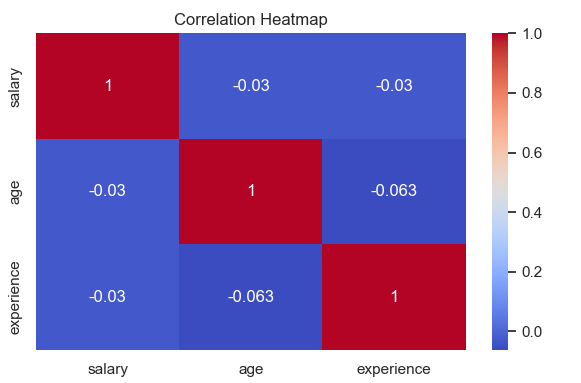 Correlation Heatmap
salary
1
-0.03
-0.03
age
-0.03
1
-0.063
experience
-0.03
-0.063
1
salary
age
experience
1.0
0.8
0.6
0.4
0.2
0.0